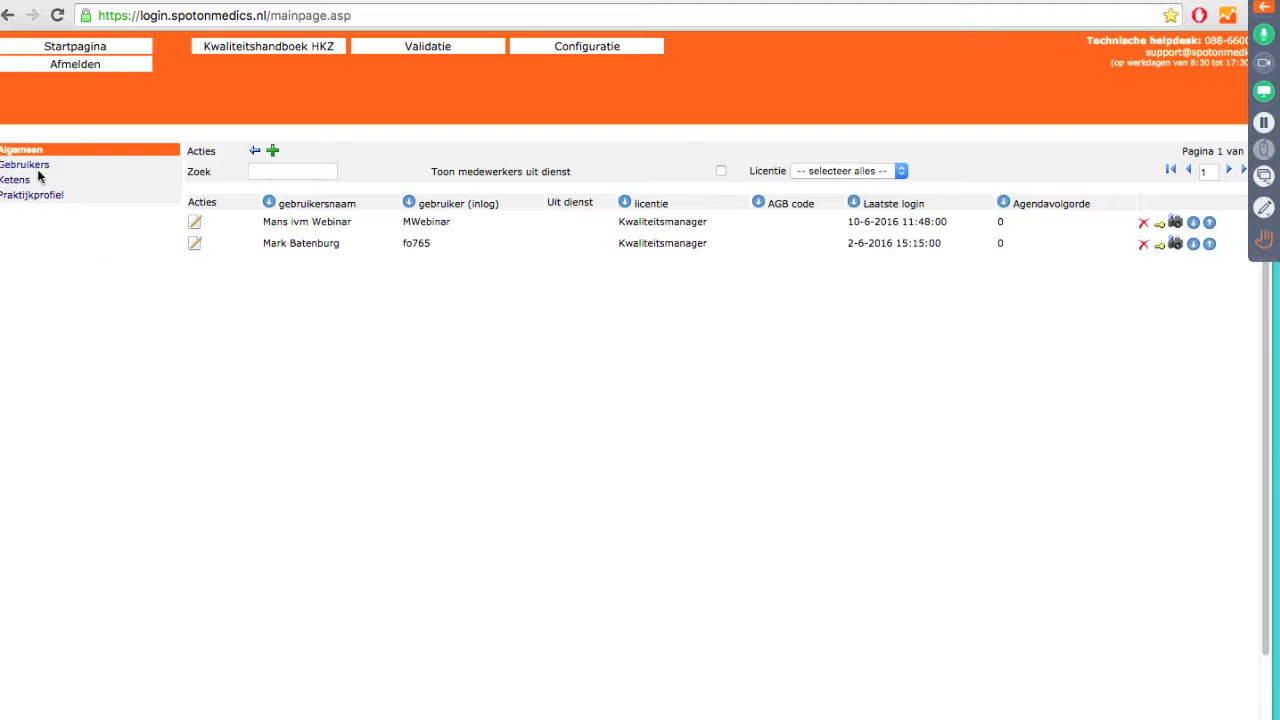 https://login.spotonmedics.nl/mainpage.asp
Startpagina
Afmelden
Kwaliteitshandboek HKZ
Validatie
Configuratie
Technische helpdesk: 088-6600
support@spotonmedi
(op werkdagen van 8:30 tot 17:30
Algemeen
Gebruikers
Ketens
Praktijkprofiel
Acties
Pagina 1 van
Zoek
Toon medewerkers uit dienst
Licentie -- selecteer alles --
1
Acties gebruikersnaam gebruiker (inlog) Uit dienst licentie AGB code Laatste login Agendavolgorde
Mans ivm Webinar MWebinar Kwaliteitsmanager 10-6-2016 11:48:00 0
Mark Batenburg fo765 Kwaliteitsmanager 2-6-2016 15:15:00 0